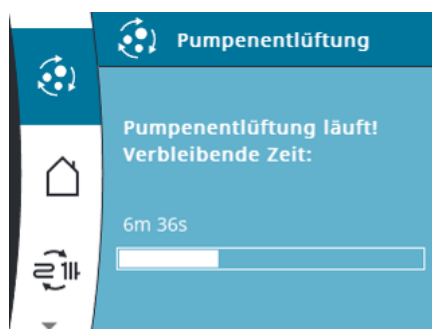 Pumpenentlüftung
Pumpenentlüftung läuft!
Verbleibende Zeit:
6m 36s